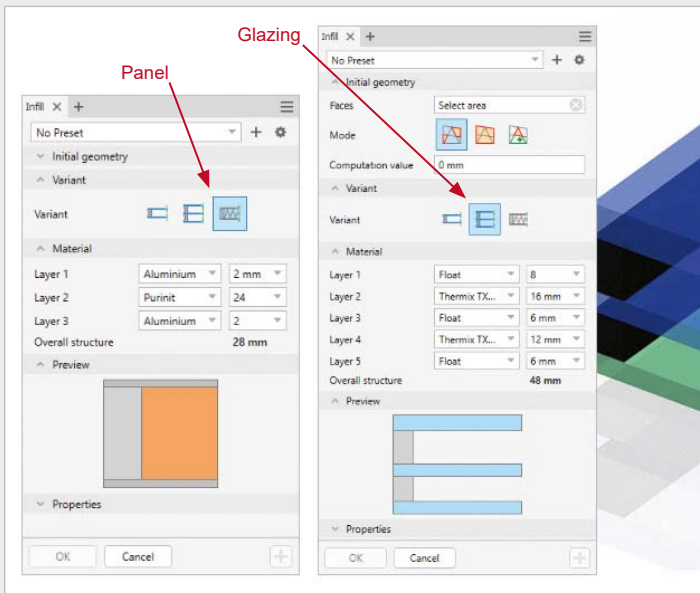 Glazing
Panel
Infill × +
No Preset
Initial geometry
Variant
Variant
Material
Layer 1 Aluminium 2 mm
Layer 2 Purinit 24
Layer 3 Aluminium 2
Overall structure 28 mm
Preview
Properties
OK Cancel
Infill × +
No Preset
Initial geometry
Faces Select area
Mode
Computation value 0 mm
Variant
Variant
Material
Layer 1 Float 8
Layer 2 Thermix TX... 16 mm
Layer 3 Float 6 mm
Layer 4 Thermix TX... 12 mm
Layer 5 Float 6 mm
Overall structure 48 mm
Preview
Properties
OK Cancel